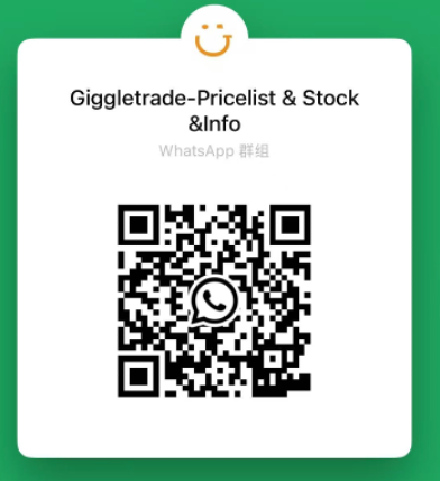 Giggletrade-Pricelist & Stock
&Info
WhatsApp 群组